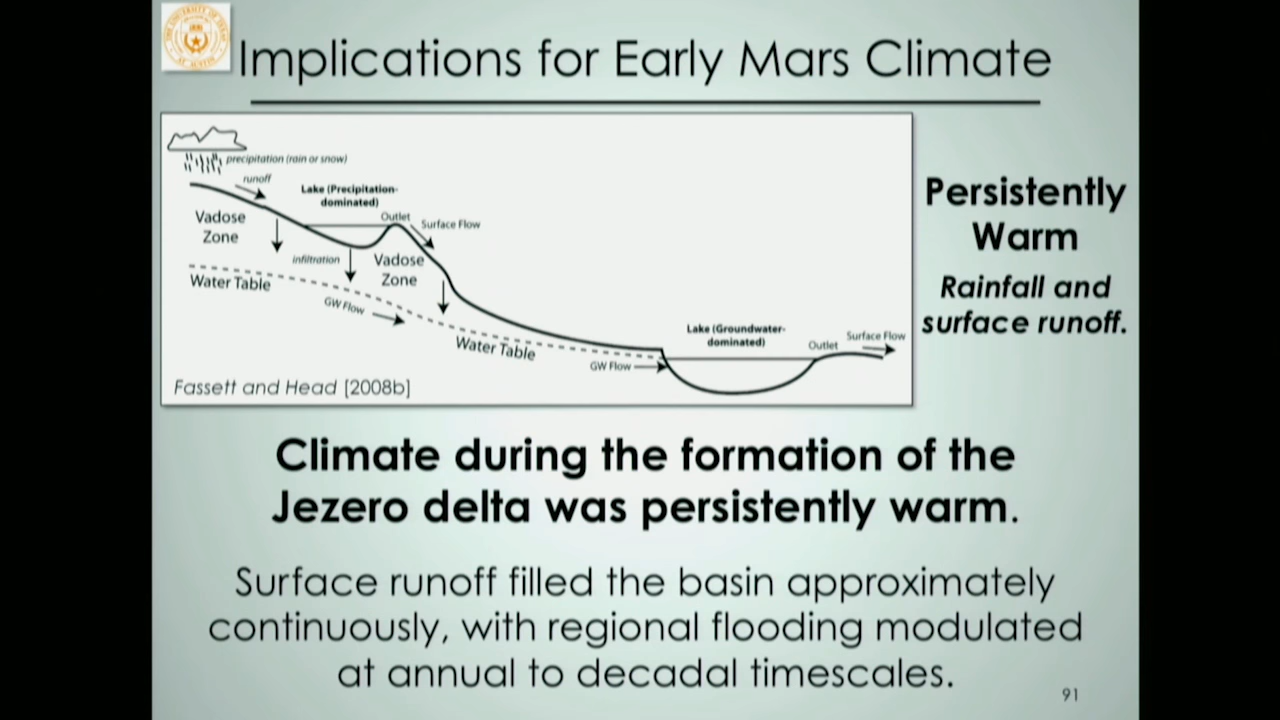 Implications for Early Mars Climate
precipitation (rain or snow)
runoff
Lake (Precipitation-
dominated)
Outlet
Surface Flow
Vadose
Zone
infiltration
Vadose
Zone
Water Table
GW Flow
Water Table
Lake (Groundwater-
dominated)
Outlet
Surface Flow
GW Flow
Fassett and Head [2008b]
Persistently
Warm
Rainfall and
surface runoff.
Climate during the formation of the
Jezero delta was persistently warm.
Surface runoff filled the basin approximately
continuously, with regional flooding modulated
at annual to decadal timescales.
91